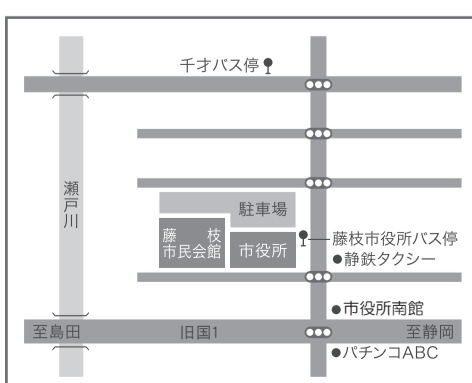 千才バス停
瀬戸川
駐車場
藤枝
市民会館
市役所
藤枝市役所バス停
●静鉄タクシー
●市役所南館
至島田
旧国1
至静岡
●パチンコABC